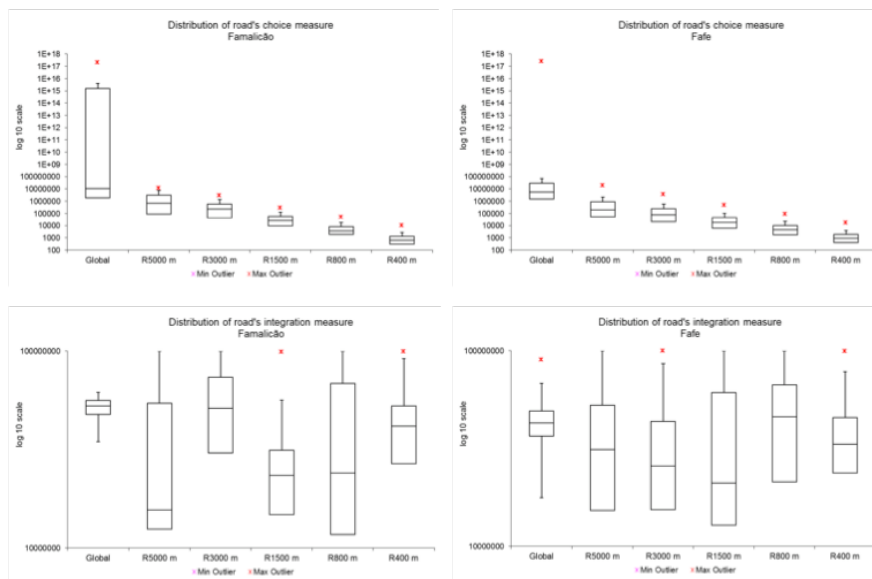 Distribution of road's choice measure
Famalicão
1E+18
1E+17
1E+16
1E+15
1E+14
1E+13
1E+12
1E+11
1E+10
1E+09
100000000
10000000
1000000
100000
10000
1000
100
log 10 scale
Global R5000 m R3000 m R1500 m R800 m R400 m
Min Outlier Max Outlier
Distribution of road's choice measure
Fafe
1E+18
1E+17
1E+16
1E+15
1E+14
1E+13
1E+12
1E+11
1E+10
1E+09
100000000
10000000
1000000
100000
10000
1000
100
log 10 scale
Global R5000 m R3000 m R1500 m R800 m R400 m
Min Outlier Max Outlier
Distribution of road's integration measure
Famalicão
100000000
log 10 scale
10000000
Global R5000 m R3000 m R1500 m R800 m R400 m
Min Outlier Max Outlier
Distribution of road's integration measure
Fafe
100000000
log 10 scale
10000000
Global R5000 m R3000 m R1500 m R800 m R400 m
Min Outlier Max Outlier